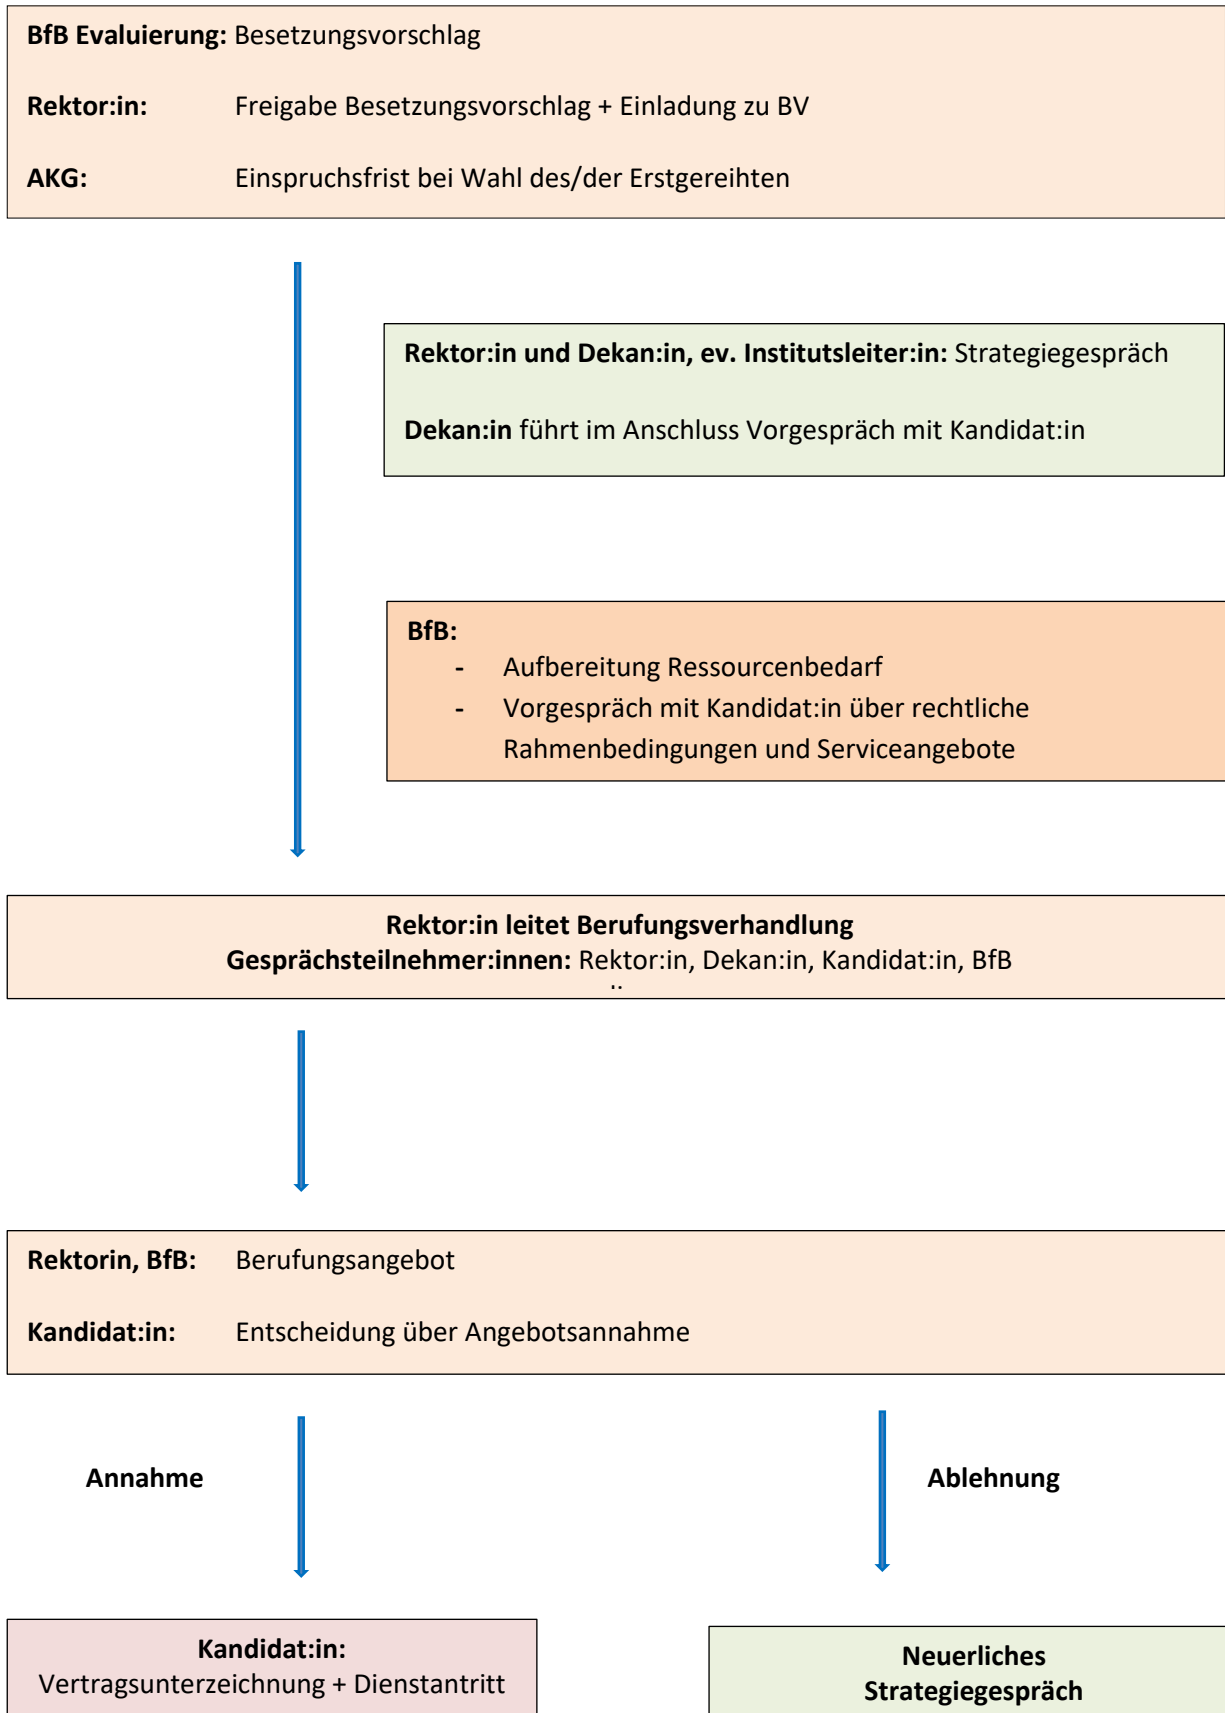 BfB Evaluierung: Besetzungsvorschlag
Rektor:in: Freigabe Besetzungsvorschlag + Einladung zu BV
AKG: Einspruchsfrist bei Wahl des/der Erstgereihten
Rektor:in und Dekan:in, ev. Institutsleiter:in: Strategiegespräch
Dekan:in führt im Anschluss Vorgespräch mit Kandidat:in
BfB:
- Aufbereitung Ressourcenbedarf
- Vorgespräch mit Kandidat:in über rechtliche
Rahmenbedingungen und Serviceangebote
Rektor:in leitet Berufungsverhandlung
Gesprächsteilnehmer:innen: Rektor:in, Dekan:in, Kandidat:in, BfB
Rektorin, BfB: Berufungsangebot
Kandidat:in: Entscheidung über Angebotsannahme
Annahme
Ablehnung
Kandidat:in:
Vertragsunterzeichnung + Dienstantritt
Neuerliches
Strategiegespräch